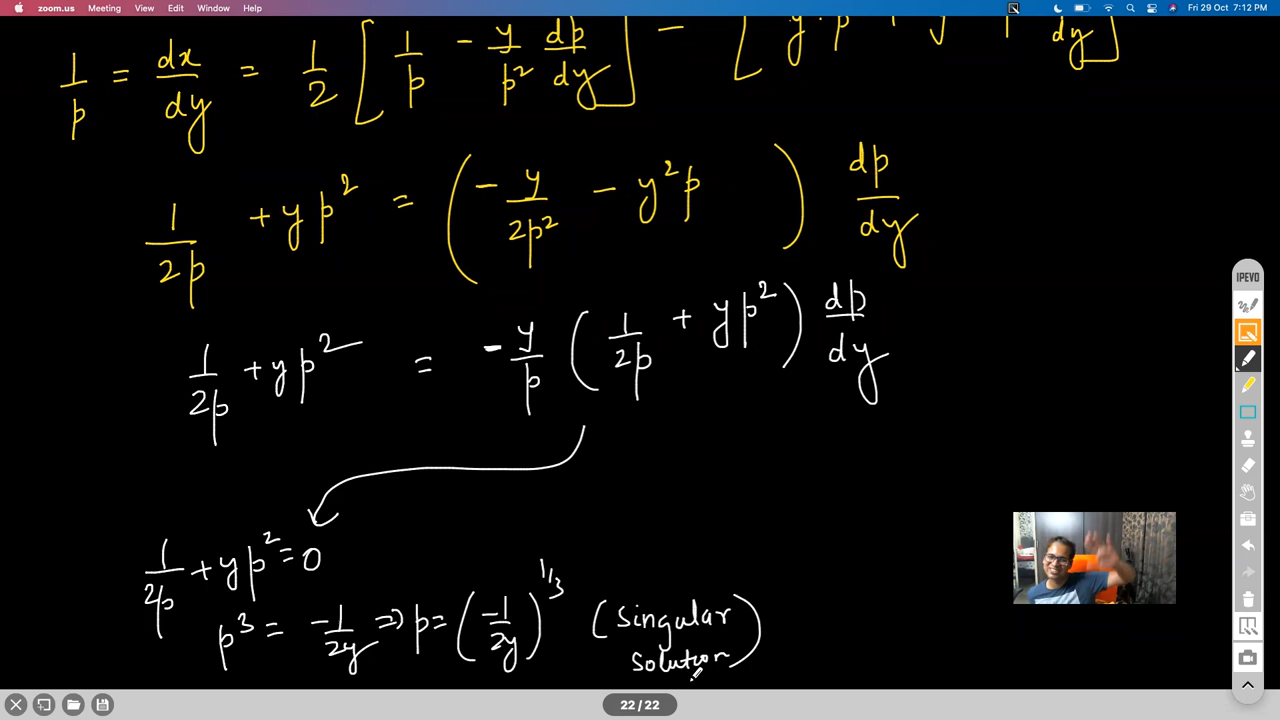 zoom.us Meeting View Edit Window Help Fri 29 Oct 7:12 PM
1/p = dx/dy = 1/2 [ 1/p - y/p² dp/dy ] - [ y · p dy ]
1/2p + yp² = ( - y/2p² - y²p ) dp/dy
1/2p + yp² = - y/p ( 1/2p + yp² ) dp/dy
1/2p + yp² = 0
p³ = -1/2y ⇒ p = ( -1/2y )^1/3 (Singular
solution)
IPEVO
22 / 22